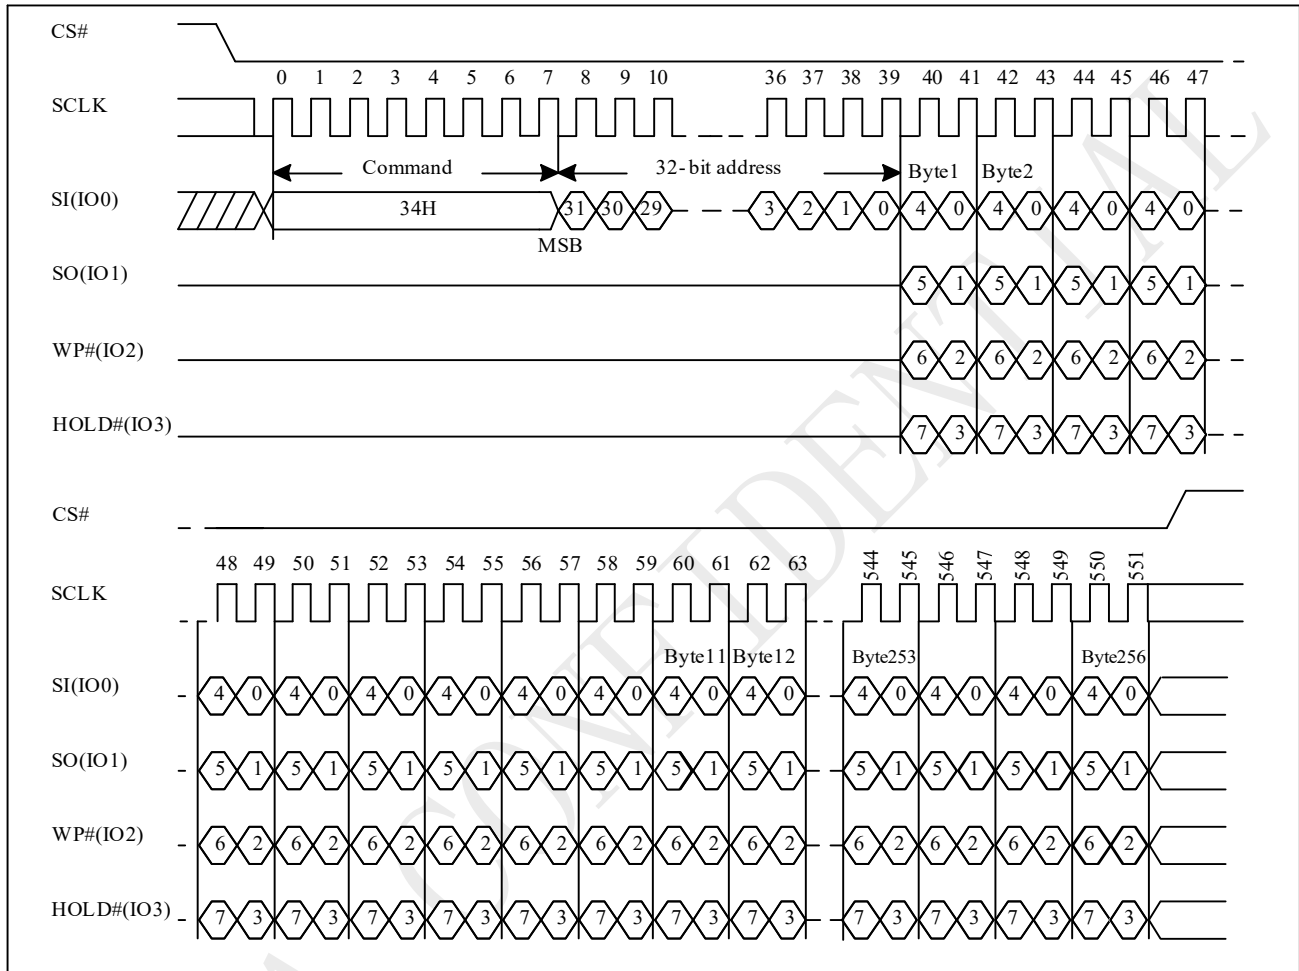 CS#
0 1 2 3 4 5 6 7 8 9 10 36 37 38 39 40 41 42 43 44 45 46 47
SCLK
Command 32-bit address Byte1 Byte2
SI(IO0) 34H 31 30 29 3 2 1 0 4 0 4 0 4 0 4 0
MSB
SO(IO1) 5 1 5 1 5 1 5 1
WP#(IO2) 6 2 6 2 6 2 6 2
HOLD#(IO3) 7 3 7 3 7 3 7 3
CS#
48 49 50 51 52 53 54 55 56 57 58 59 60 61 62 63 544 545 546 547 548 549 550 551
SCLK
Byte11 Byte12 Byte253 Byte256
SI(IO0) 4 0 4 0 4 0 4 0 4 0 4 0 4 0 4 0 4 0 4 0 4 0 4 0
SO(IO1) 5 1 5 1 5 1 5 1 5 1 5 1 5 1 5 1 5 1 5 1 5 1 5 1
WP#(IO2) 6 2 6 2 6 2 6 2 6 2 6 2 6 2 6 2 6 2 6 2 6 2 6 2
HOLD#(IO3) 7 3 7 3 7 3 7 3 7 3 7 3 7 3 7 3 7 3 7 3 7 3 7 3
CONFIDENTIAL